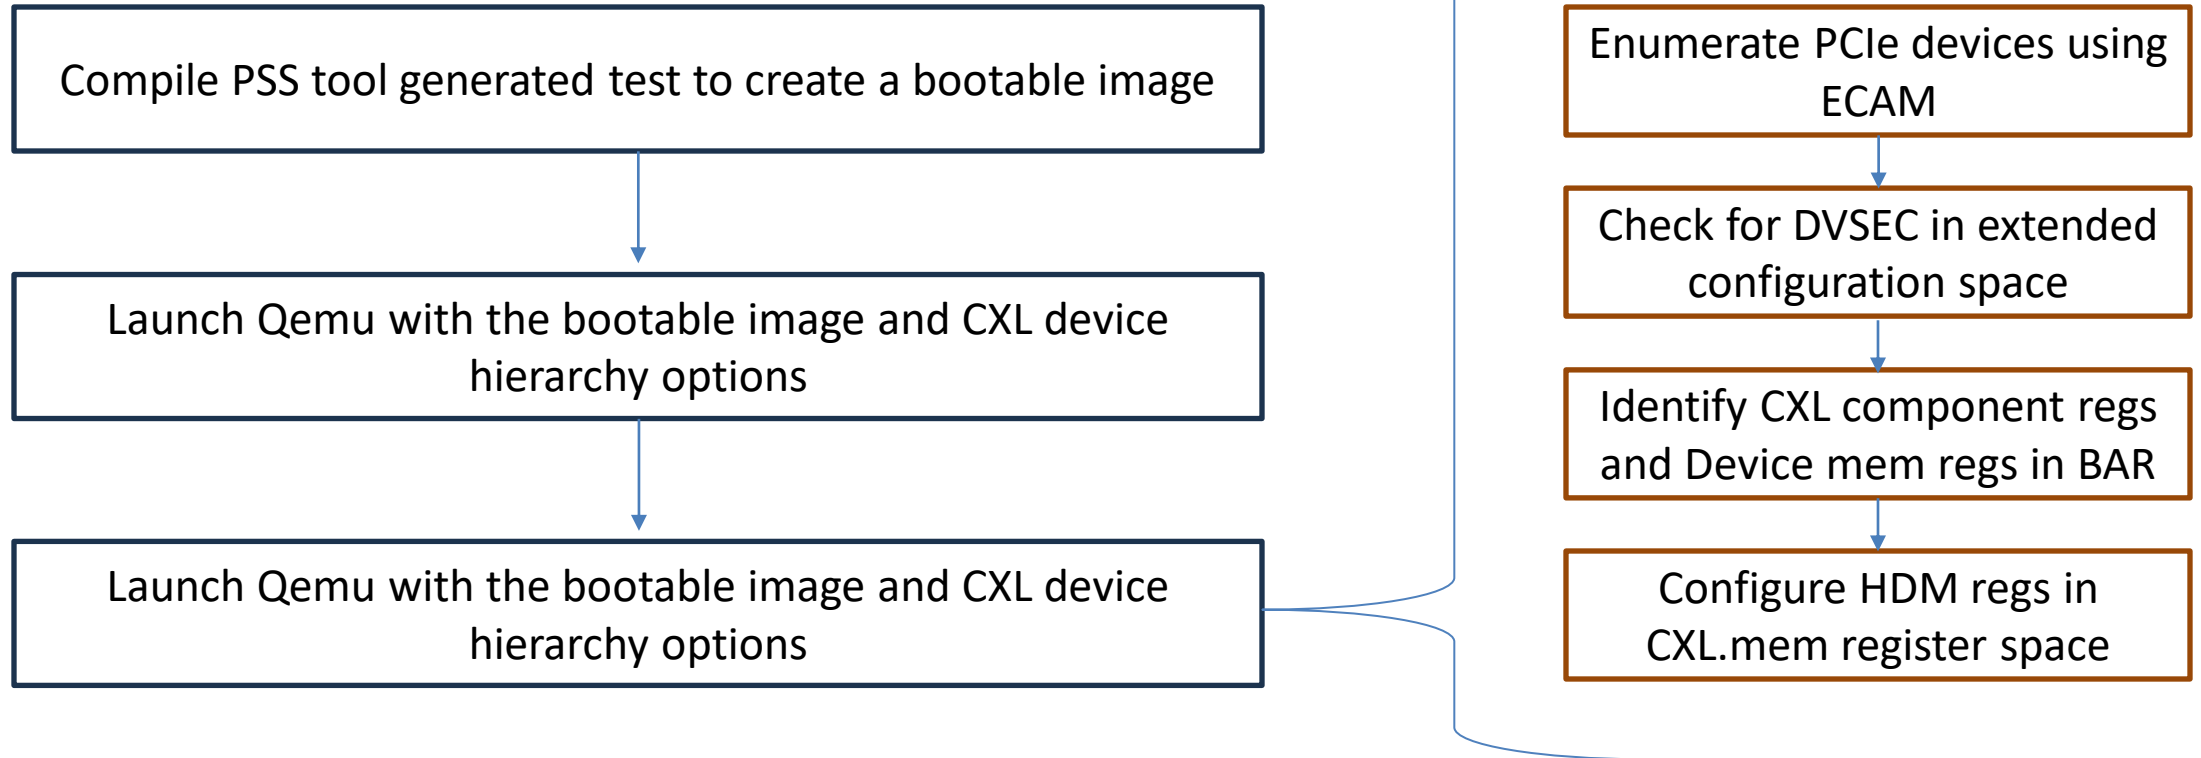 Compile PSS tool generated test to create a bootable image
Launch Qemu with the bootable image and CXL device
hierarchy options
Launch Qemu with the bootable image and CXL device
hierarchy options
Enumerate PCIe devices using
ECAM
Check for DVSEC in extended
configuration space
Identify CXL component regs
and Device mem regs in BAR
Configure HDM regs in
CXL.mem register space